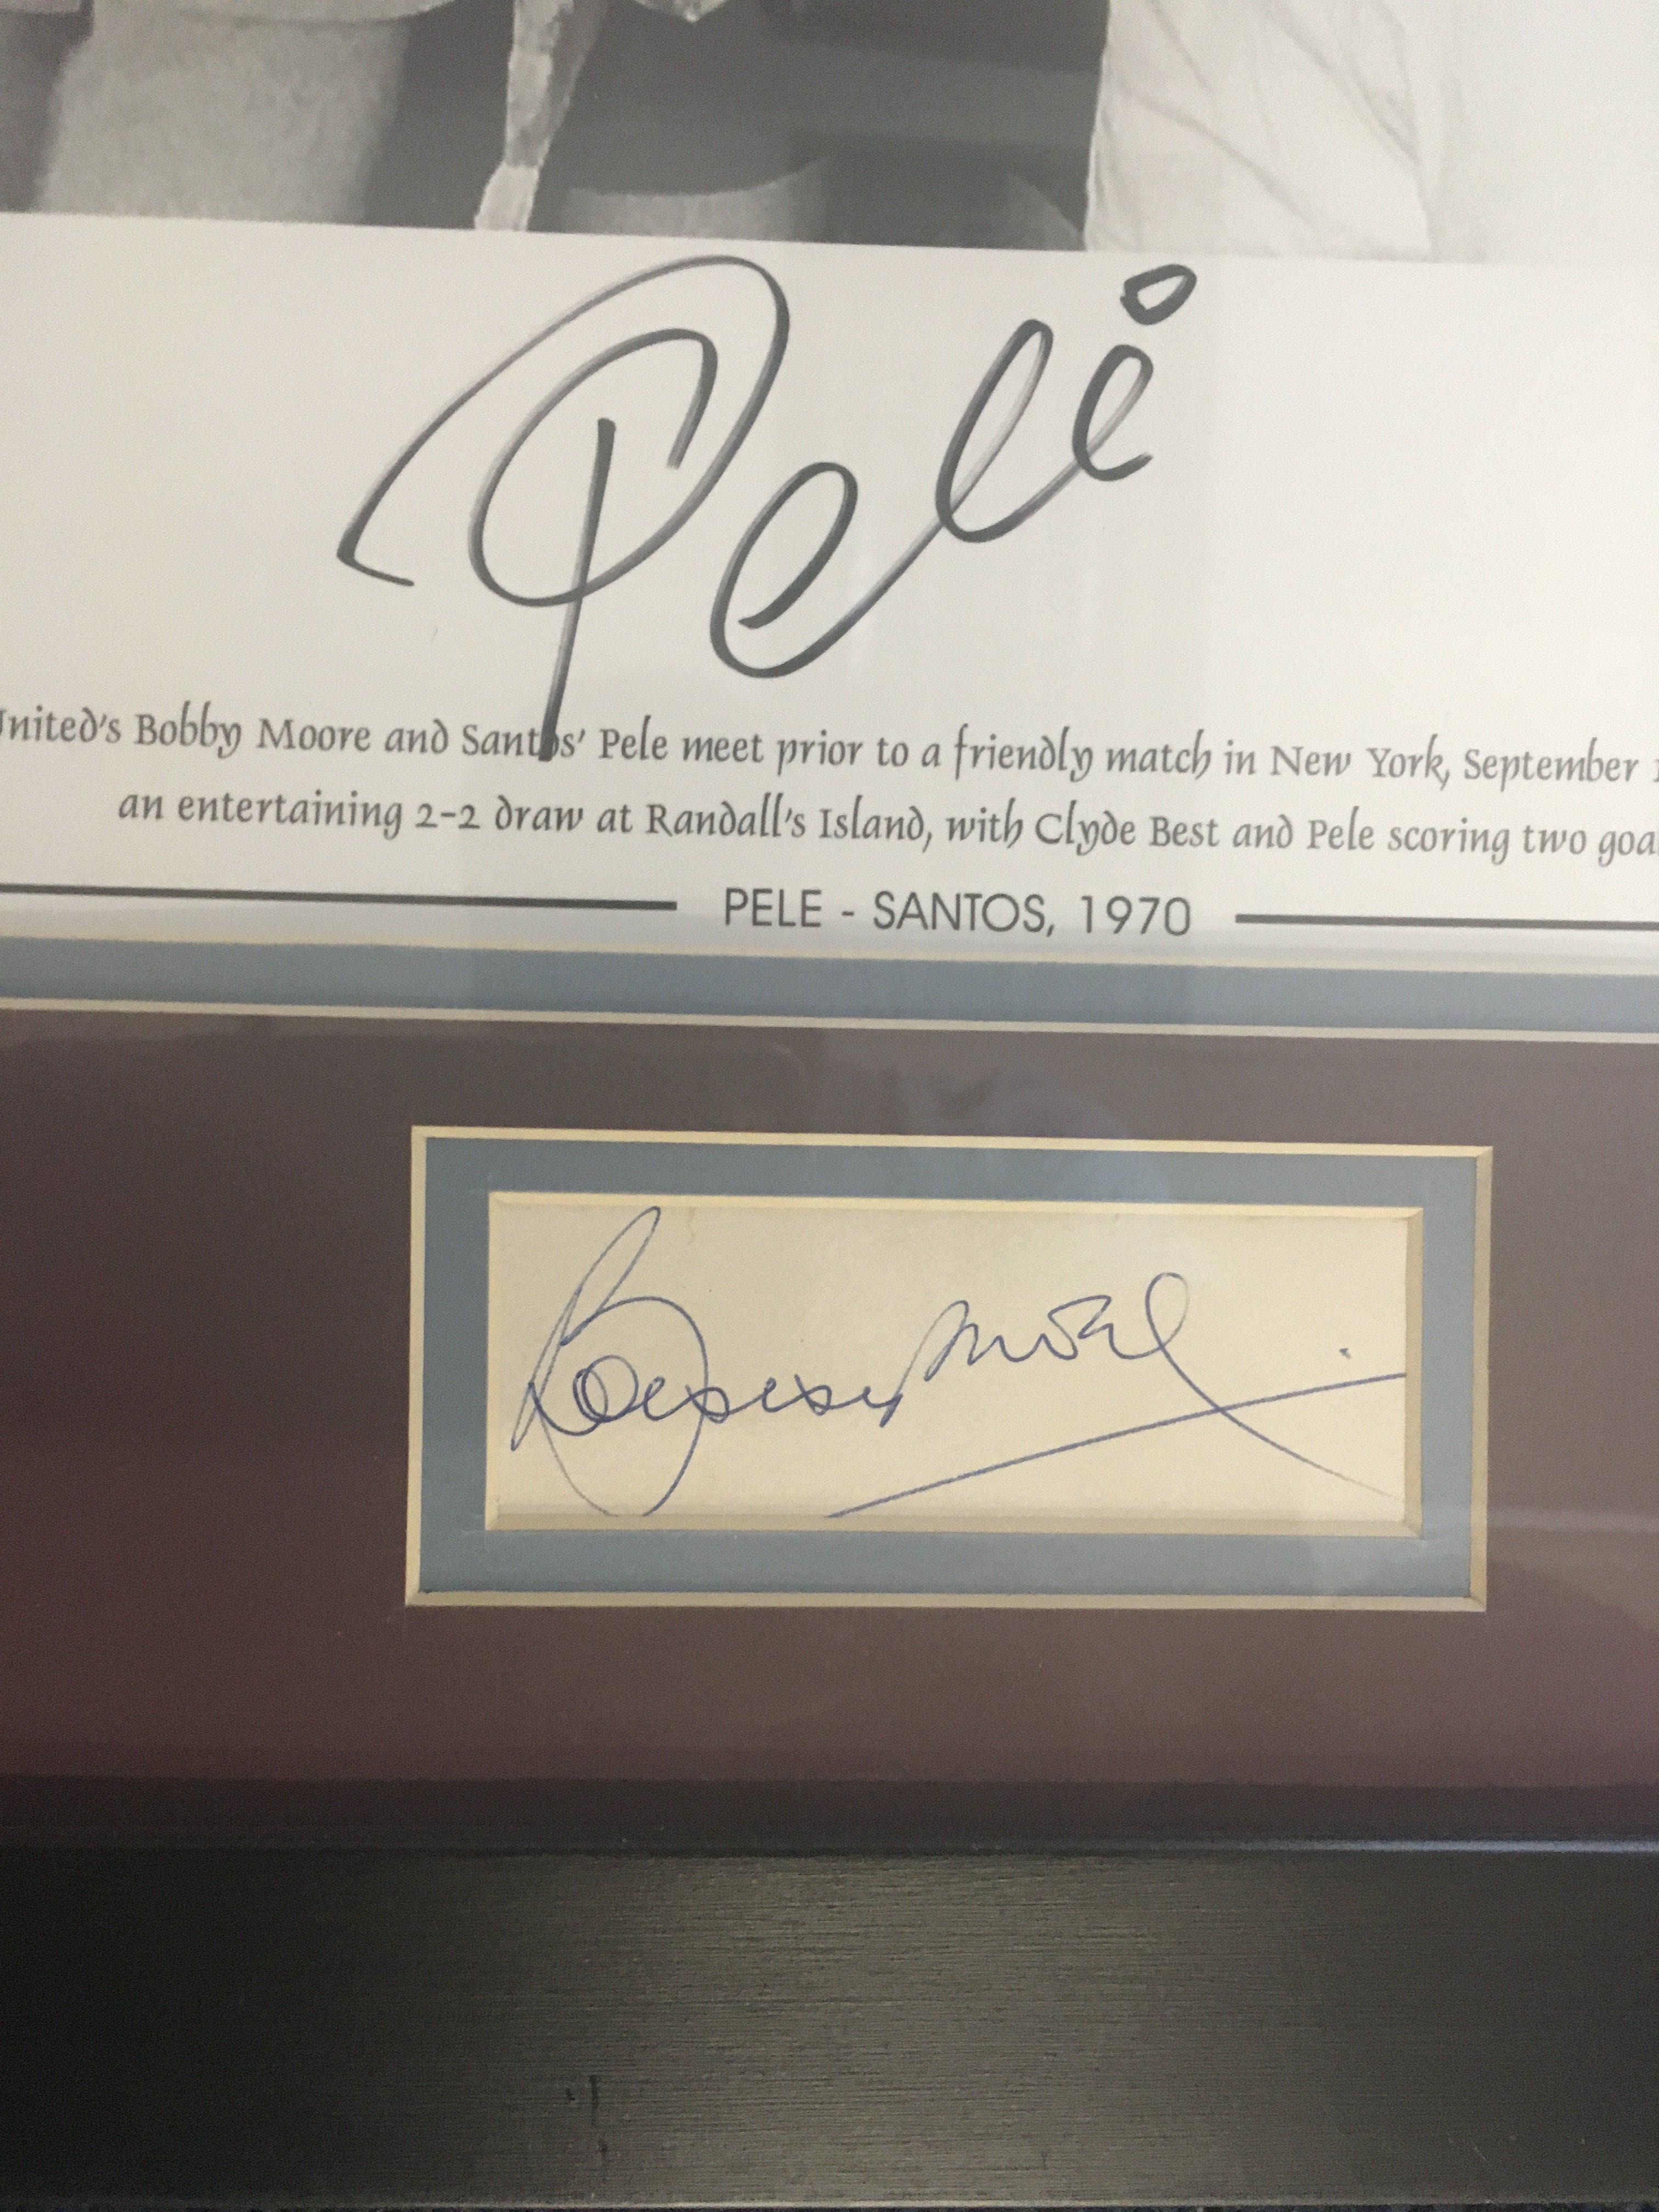 Pelé
United's Bobby Moore and Santos' Pele meet prior to a friendly match in New York, September
an entertaining 2-2 draw at Randall's Island, with Clyde Best and Pele scoring two
PELE - SANTOS, 1970
Bobby Moore